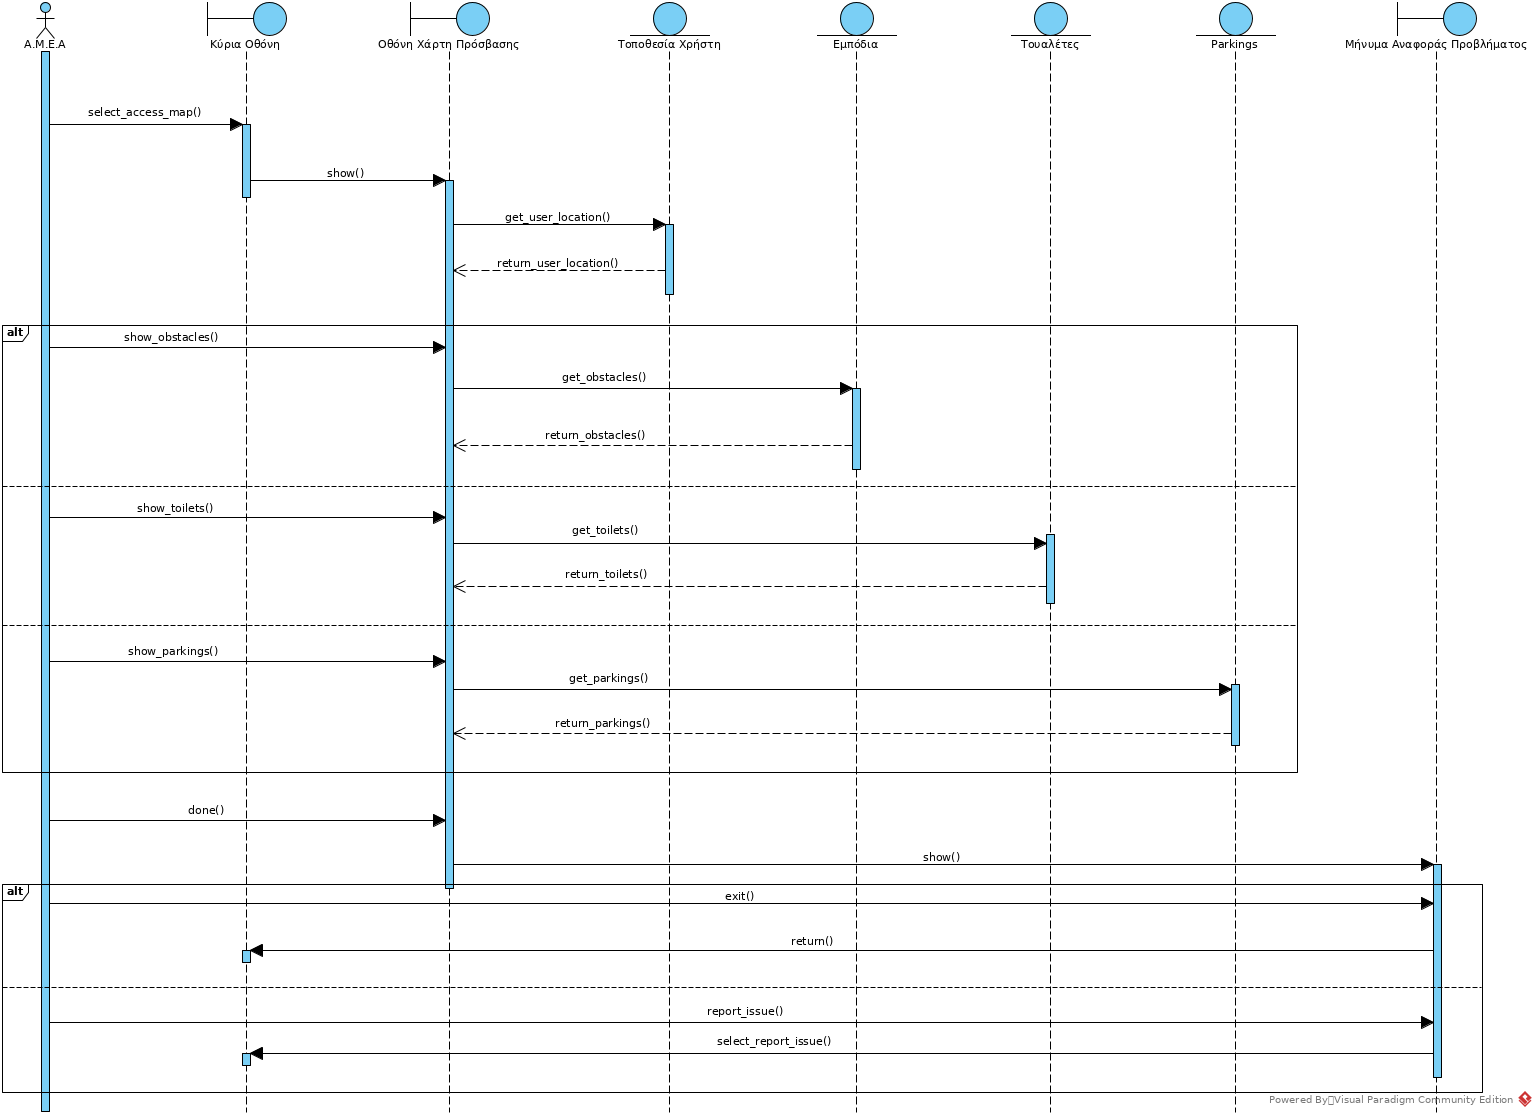 Α.Μ.Ε.Α
Κύρια Οθόνη
Οθόνη Χάρτη Πρόσβασης
Τοποθεσία Χρήστη
Εμπόδια
Τουαλέτες
Parkings
Μήνυμα Αναφοράς Προβλήματος
select_access_map()
show()
get_user_location()
return_user_location()
alt
show_obstacles()
get_obstacles()
return_obstacles()
show_toilets()
get_toilets()
return_toilets()
show_parkings()
get_parkings()
return_parkings()
done()
show()
alt
exit()
return()
report_issue()
select_report_issue()
Powered By Visual Paradigm Community Edition